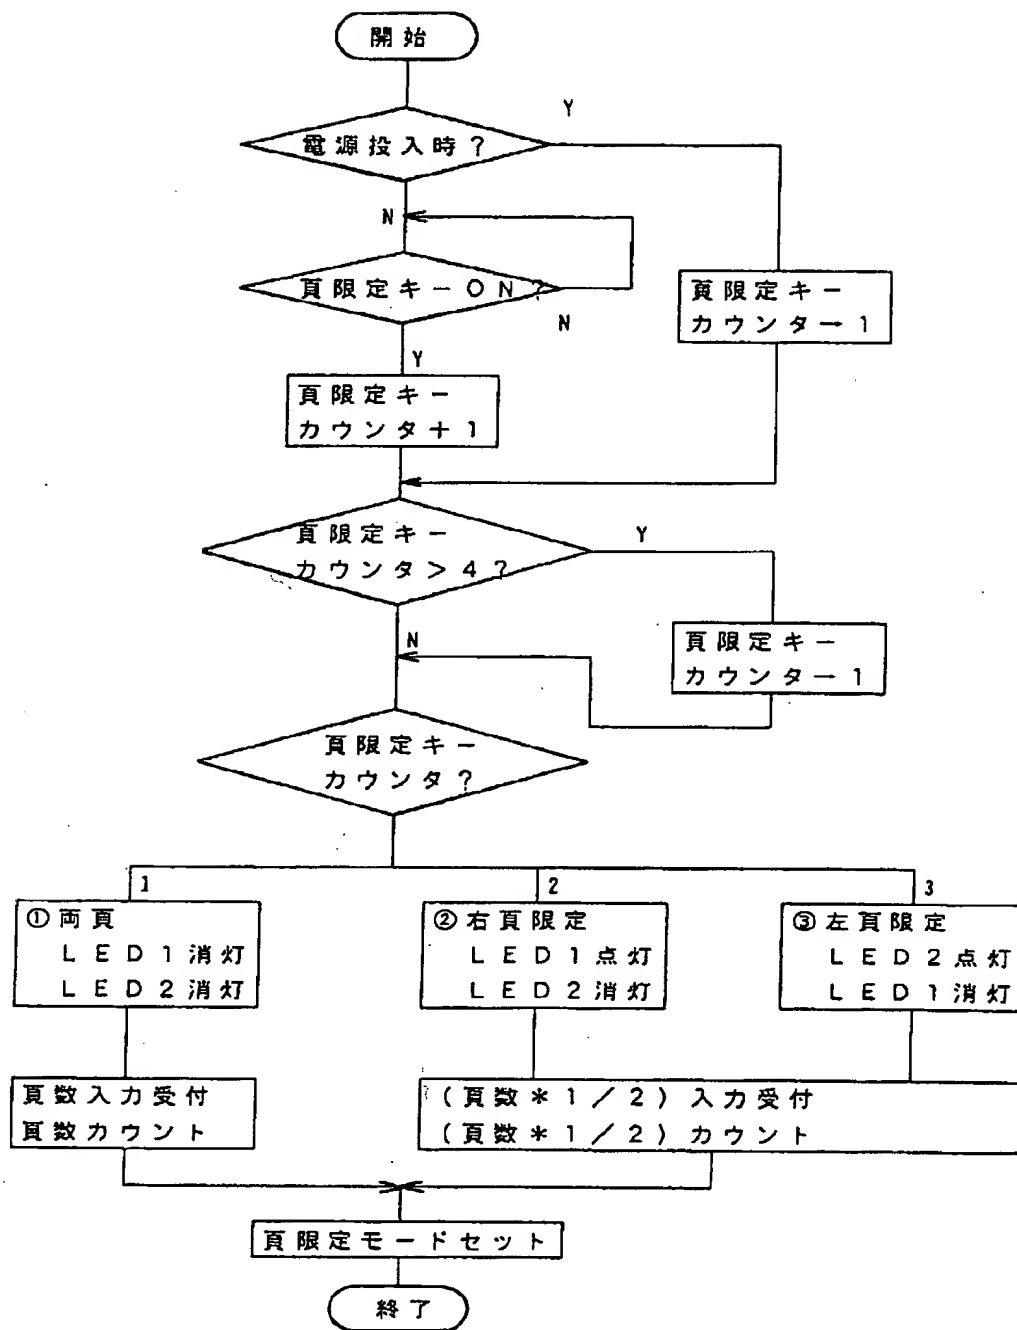 開始
Y
電源投入時？
N
頁限定キーＯＮ？
N
頁限定キー
カウンタ←１
Y
頁限定キー
カウンタ＋１
頁限定キー
カウンタ＞４？
Y
N
頁限定キー
カウンタ←１
頁限定キー
カウンタ？
1
2
3
①両頁
ＬＥＤ１消灯
ＬＥＤ２消灯
②右頁限定
ＬＥＤ１点灯
ＬＥＤ２消灯
③左頁限定
ＬＥＤ２点灯
ＬＥＤ１消灯
頁数入力受付
頁数カウント
（頁数＊１／２）入力受付
（頁数＊１／２）カウント
頁限定モードセット
終了